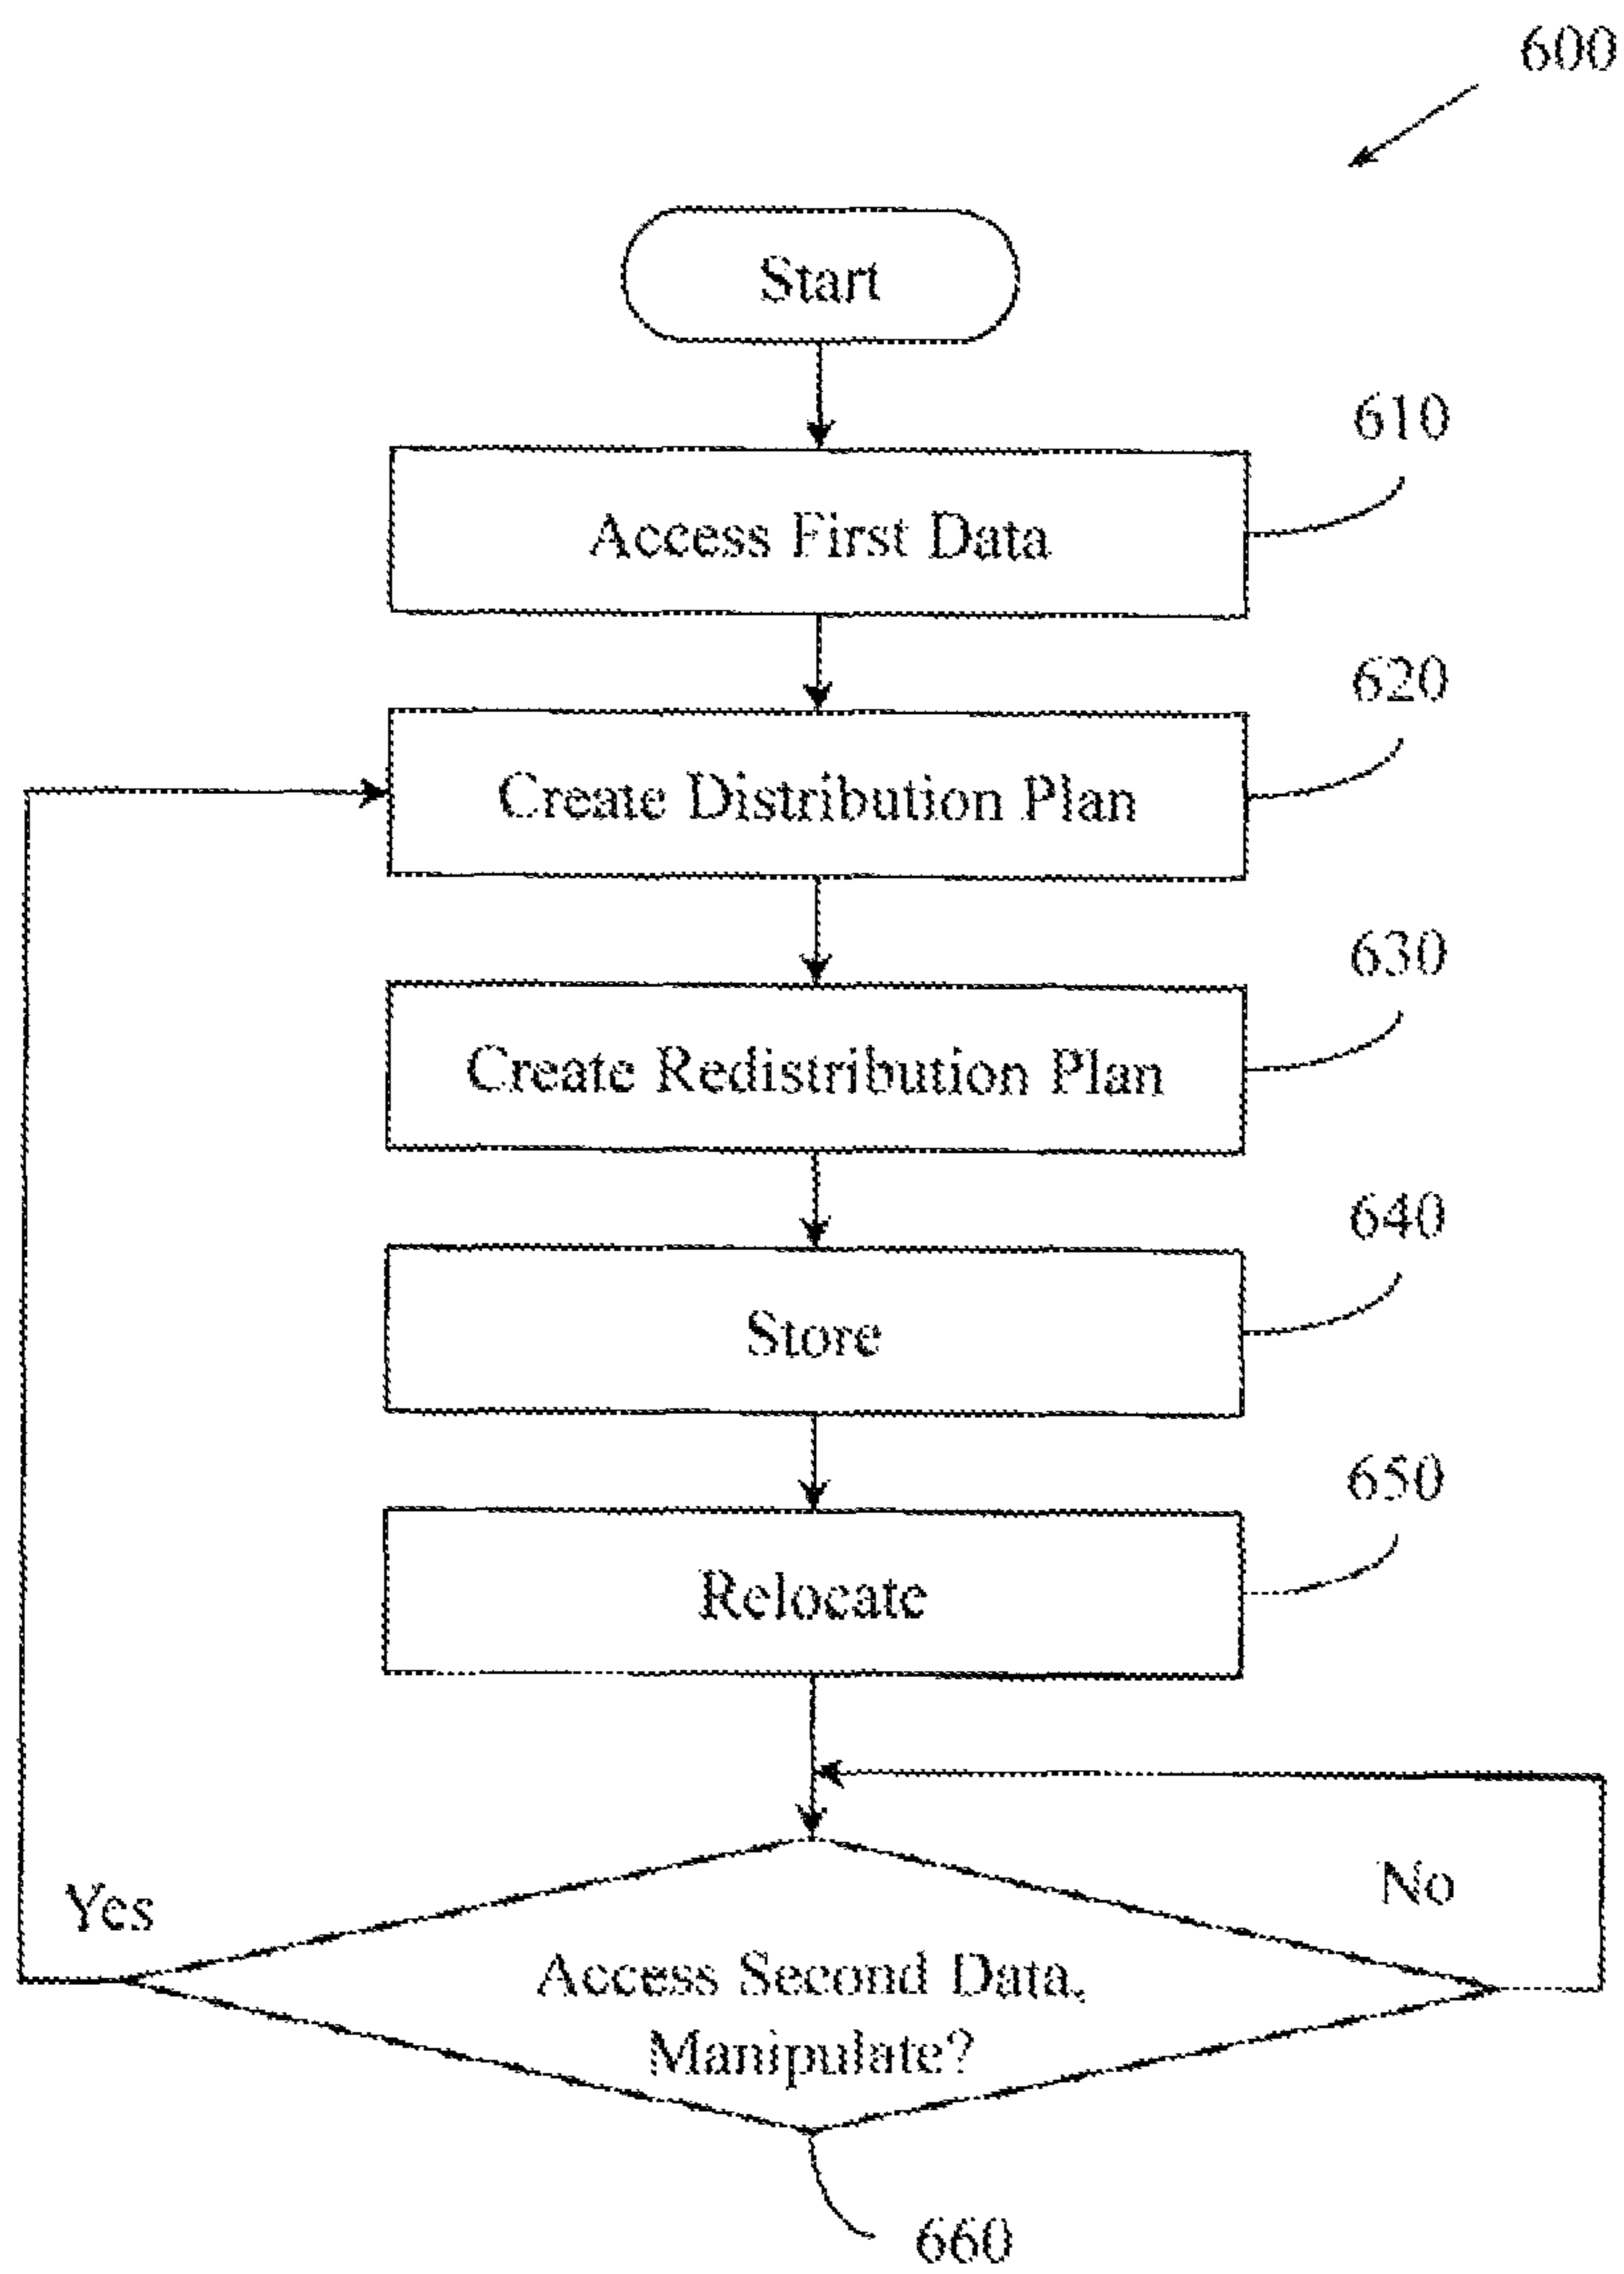 600
Start
610
Access First Data
620
Create Distribution Plan
630
Create Redistribution Plan
640
Store
650
Relocate
Yes
No
Access Second Data,
Manipulate?
660